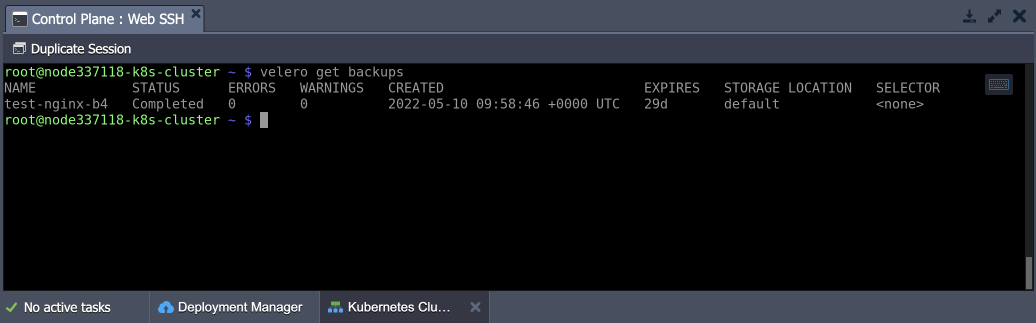 Control Plane : Web SSH
Duplicate Session
root@node337118-k8s-cluster ~ $ velero get backups
NAME            STATUS      ERRORS   WARNINGS   CREATED                         EXPIRES   STORAGE LOCATION   SELECTOR
test-nginx-b4   Completed   0        0          2022-05-10 09:58:46 +0000 UTC   29d       default            <none>
root@node337118-k8s-cluster ~ $
No active tasks
Deployment Manager
Kubernetes Clu...